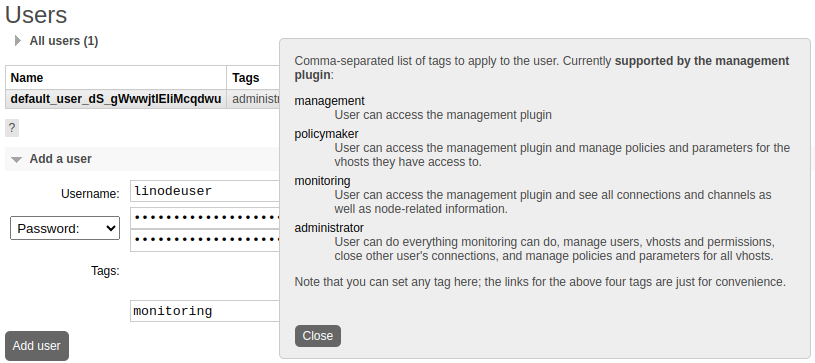 Users
All users (1)
Name Tags
default_user_dS_gWwwjtIEliMcqdwu
?
Add a user
Username: linodeuser
Password:
Tags:
monitoring
Add user
Comma-separated list of tags to apply to the user. Currently supported by the management
plugin:
management
User can access the management plugin
policymaker
User can access the management plugin and manage policies and parameters for the
vhosts they have access to.
monitoring
User can access the management plugin and see all connections and channels as
well as node-related information.
administrator
User can do everything monitoring can do, manage users, vhosts and permissions,
close other user's connections, and manage policies and parameters for all vhosts.
Note that you can set any tag here; the links for the above four tags are just for convenience.
Close